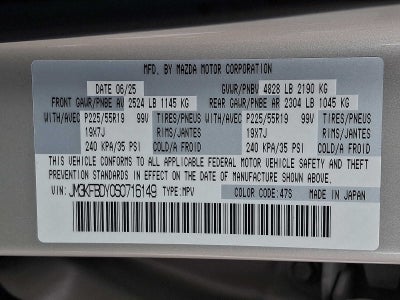 MFD. BY MAZDA MOTOR CORPORATION
DATE 06/25 GVWR/PNBV 4828 LB 2190 KG
FRONT GAWR/PNBE AV 2524 LB 1145 KG REAR GAWR/PNBE AR 2304 LB 1045 KG
WITH/AVEC P225/55R19 99V TIRES/PNEUS WITH/AVEC P225/55R19 99V TIRES/PNEUS
19X7J RIMS/JANTES 19X7J RIMS/JANTES
240 KPA/35 PSI COLD/A FROID 240 KPA/35 PSI COLD/A FROID
THIS VEHICLE CONFORMS TO ALL APPLICABLE FEDERAL MOTOR VEHICLE SAFETY AND THEFT
PREVENTION STANDARDS IN EFFECT ON THE DATE OF MANUFACTURE SHOWN ABOVE.
VIN: JM3KFBDY0S0716149 TYPE:MPV COLOR CODE:47S MADE IN JAPAN